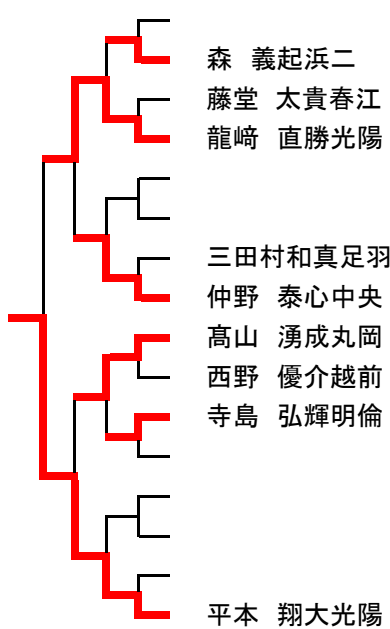 森 義起浜二
藤堂 太貴春江
龍﨑 直勝光陽
三田村和真足羽
仲野 泰心中央
髙山 湧成丸岡
西野 優介越前
寺島 弘輝明倫
平本 翔大光陽